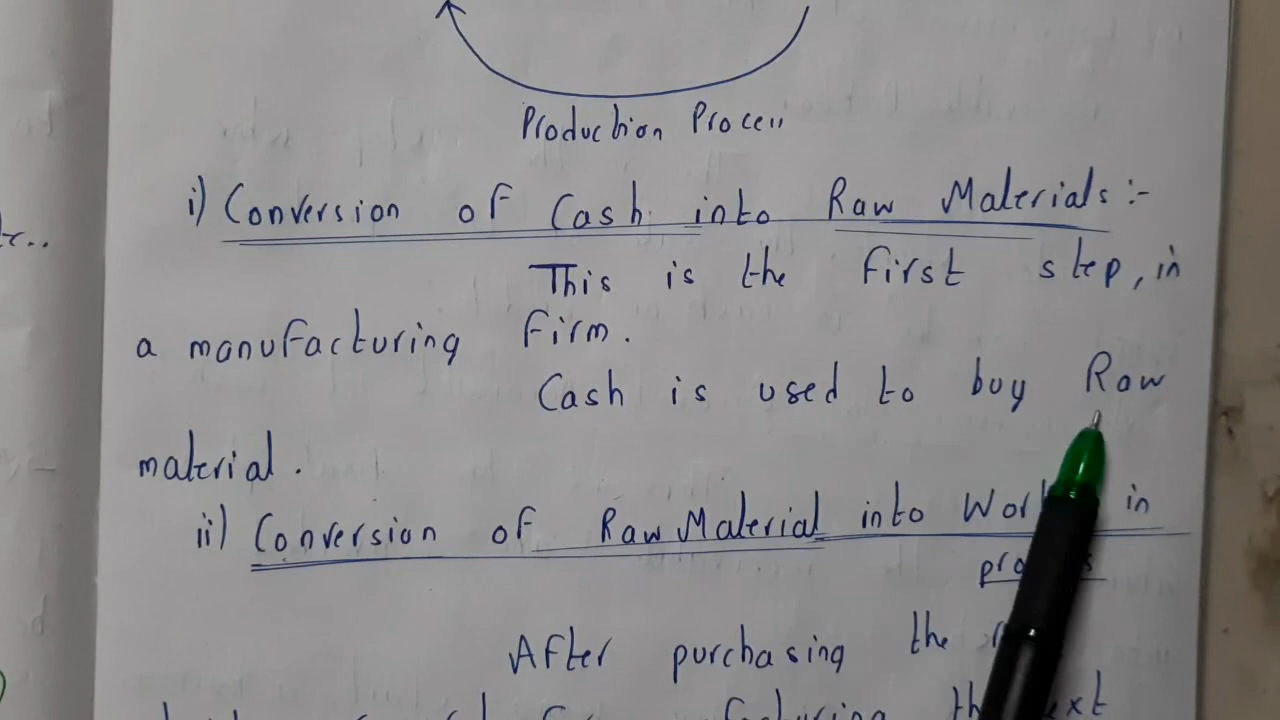 Production Process
i) Conversion of Cash into Raw Materials:-
This is the first step, in
a manufacturing firm.
Cash is used to buy Raw
material.
ii) Conversion of Raw Material into in
After purchasing the